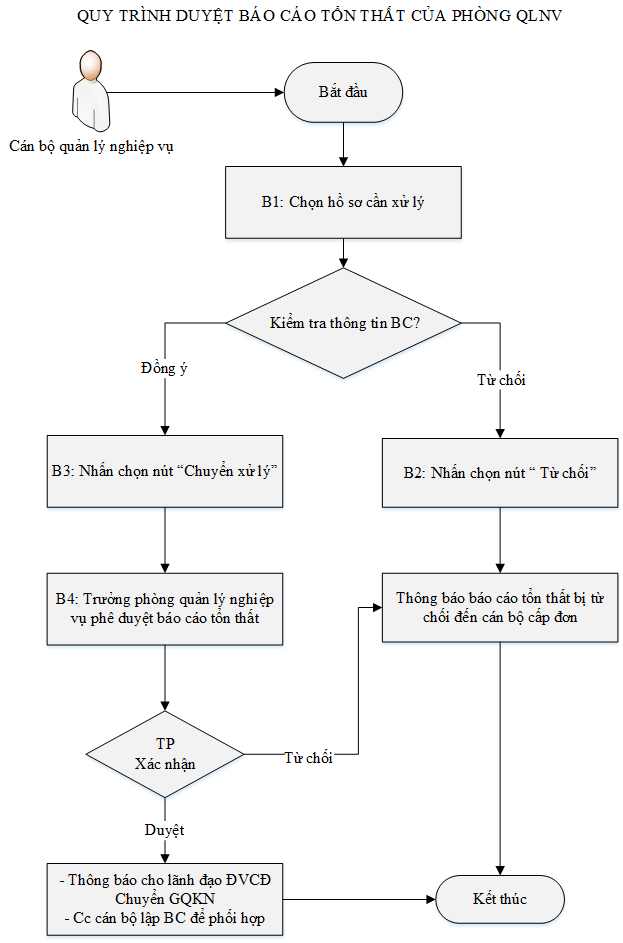 QUY TRÌNH DUYỆT BÁO CÁO TỔN THẤT CỦA PHÒNG QLNV
Bắt đầu
Cán bộ quản lý nghiệp vụ
B1: Chọn hồ sơ cần xử lý
Kiểm tra thông tin BC?
Đồng ý
Từ chối
B3: Nhấn chọn nút “Chuyển xử lý”
B2: Nhấn chọn nút “ Từ chối”
B4: Trưởng phòng quản lý nghiệp
vụ phê duyệt báo cáo tổn thất
Thông báo báo cáo tổn thất bị từ
chối đến cán bộ cấp đơn
TP
Xác nhận
Từ chối
Duyệt
- Thông báo cho lãnh đạo ĐVCĐ
Chuyển GQKN
- Cc cán bộ lập BC để phối hợp
Kết thúc